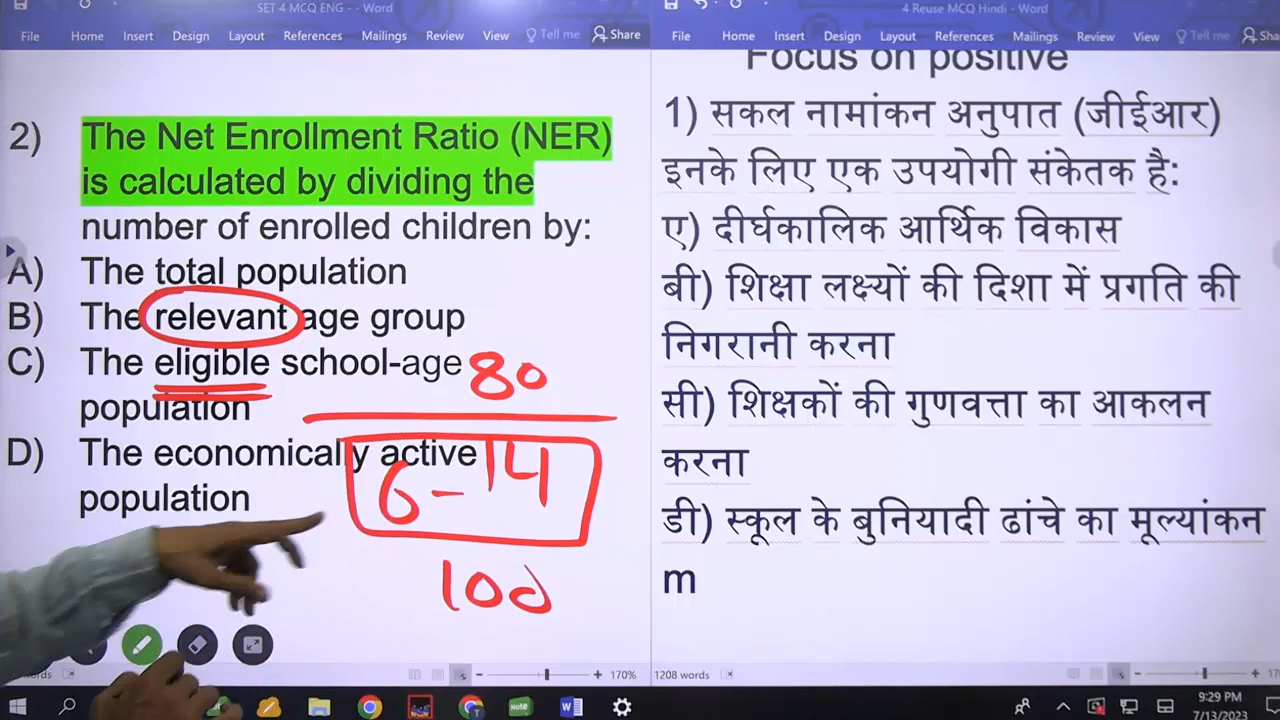 SET 4 MCQ ENG - - Word
File Home Insert Design Layout References Mailings Review View Tell me Share
2) The Net Enrollment Ratio (NER)
is calculated by dividing the
number of enrolled children by:
A) The total population
B) The relevant age group
C) The eligible school-age
population
D) The economically active
population
80
6-14
100
170%
4 Reuse MCQ Hindi - Word
File Home Insert Design Layout References Mailings Review View Tell me
Focus on positive
1) सकल नामांकन अनुपात (जीईआर)
इनके लिए एक उपयोगी संकेतक है:
ए) दीर्घकालिक आर्थिक विकास
बी) शिक्षा लक्ष्यों की दिशा में प्रगति की
निगरानी करना
सी) शिक्षकों की गुणवत्ता का आकलन
करना
डी) स्कूल के बुनियादी ढांचे का मूल्यांकन
m
1208 words
Note
9:29 PM
7/13/2023